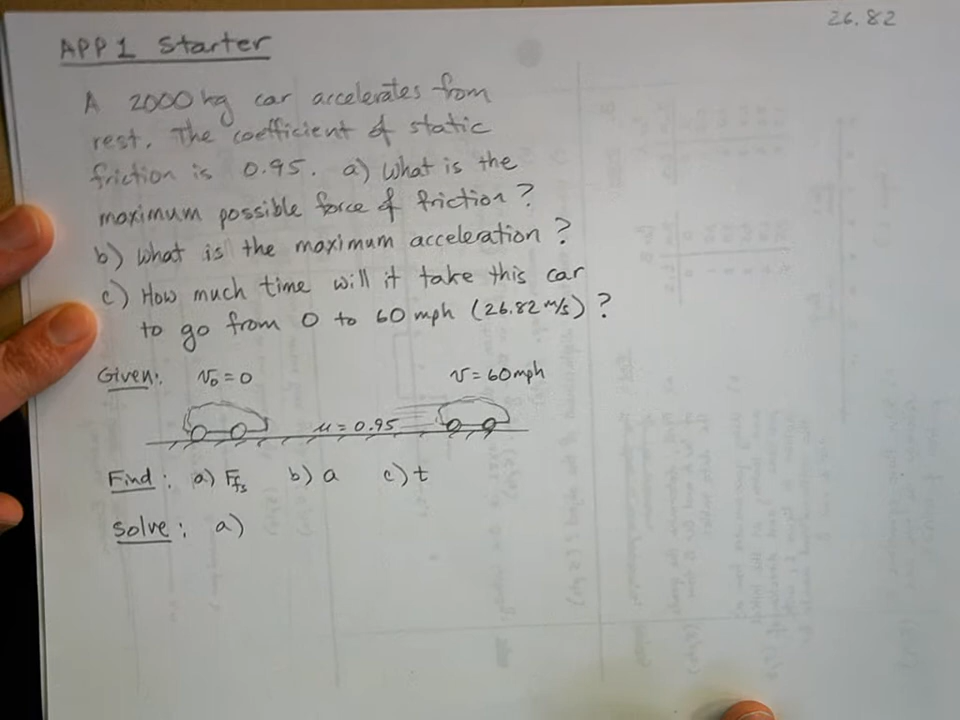 26.82
APP 1 Starter
A 2000 kg car accelerates from
rest. The coefficient of static
friction is 0.95. a) What is the
maximum possible force of friction?
b) What is the maximum acceleration?
c) How much time will it take this car
to go from 0 to 60 mph (26.82 m/s)?
Given: v₀ = 0 v = 60mph
μ = 0.95
Find: a) Ffs b) a c) t
Solve: a)